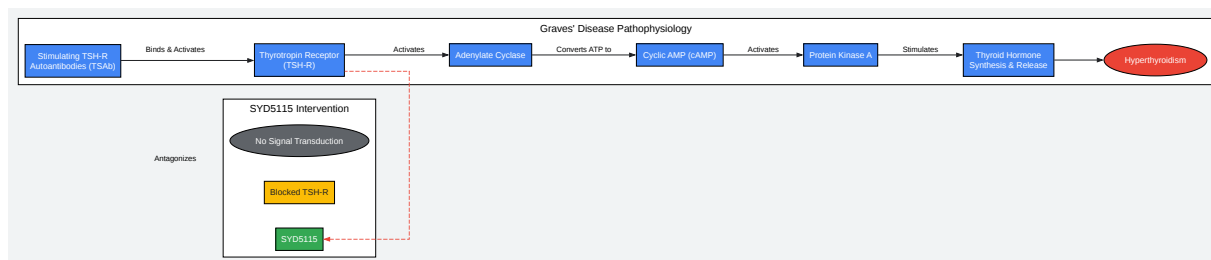 Graves' Disease Pathophysiology
Stimulating TSH-R
Autoantibodies (TSAb)
Binds & Activates
Thyrotropin Receptor
(TSH-R)
Activates
Adenylate Cyclase
Converts ATP to
Cyclic AMP (cAMP)
Activates
Protein Kinase A
Stimulates
Thyroid Hormone
Synthesis & Release
Hyperthyroidism
SYD5115 Intervention
No Signal Transduction
Antagonizes
Blocked TSH-R
SYD5115